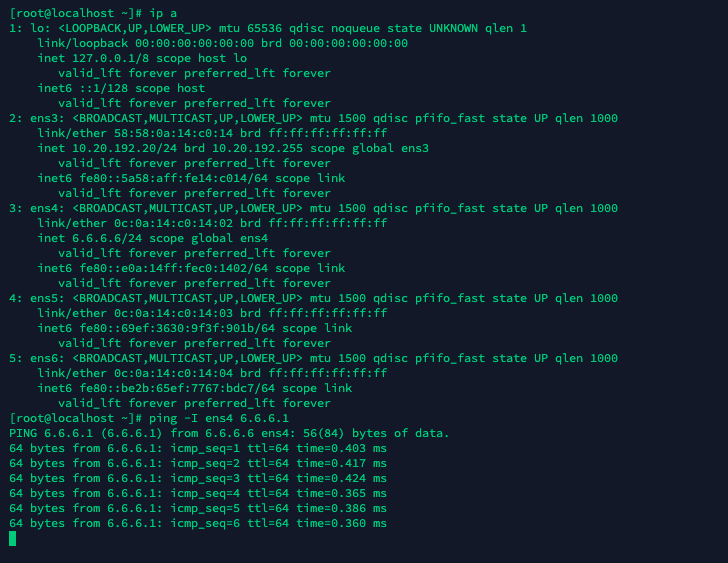 [root@localhost ~]# ip a
1: lo: <LOOPBACK,UP,LOWER_UP> mtu 65536 qdisc noqueue state UNKNOWN qlen 1
    link/loopback 00:00:00:00:00:00 brd 00:00:00:00:00:00
    inet 127.0.0.1/8 scope host lo
       valid_lft forever preferred_lft forever
    inet6 ::1/128 scope host
       valid_lft forever preferred_lft forever
2: ens3: <BROADCAST,MULTICAST,UP,LOWER_UP> mtu 1500 qdisc pfifo_fast state UP qlen 1000
    link/ether 58:58:0a:14:c0:14 brd ff:ff:ff:ff:ff:ff
    inet 10.20.192.20/24 brd 10.20.192.255 scope global ens3
       valid_lft forever preferred_lft forever
    inet6 fe80::5a58:aff:fe14:c014/64 scope link
       valid_lft forever preferred_lft forever
3: ens4: <BROADCAST,MULTICAST,UP,LOWER_UP> mtu 1500 qdisc pfifo_fast state UP qlen 1000
    link/ether 0c:0a:14:c0:14:02 brd ff:ff:ff:ff:ff:ff
    inet 6.6.6.6/24 scope global ens4
       valid_lft forever preferred_lft forever
    inet6 fe80::e0a:14ff:fec0:1402/64 scope link
       valid_lft forever preferred_lft forever
4: ens5: <BROADCAST,MULTICAST,UP,LOWER_UP> mtu 1500 qdisc pfifo_fast state UP qlen 1000
    link/ether 0c:0a:14:c0:14:03 brd ff:ff:ff:ff:ff:ff
    inet6 fe80::69ef:3630:9f3f:901b/64 scope link
       valid_lft forever preferred_lft forever
5: ens6: <BROADCAST,MULTICAST,UP,LOWER_UP> mtu 1500 qdisc pfifo_fast state UP qlen 1000
    link/ether 0c:0a:14:c0:14:04 brd ff:ff:ff:ff:ff:ff
    inet6 fe80::be2b:65ef:7767:bdc7/64 scope link
       valid_lft forever preferred_lft forever
[root@localhost ~]# ping -I ens4 6.6.6.1
PING 6.6.6.1 (6.6.6.1) from 6.6.6.6 ens4: 56(84) bytes of data.
64 bytes from 6.6.6.1: icmp_seq=1 ttl=64 time=0.403 ms
64 bytes from 6.6.6.1: icmp_seq=2 ttl=64 time=0.417 ms
64 bytes from 6.6.6.1: icmp_seq=3 ttl=64 time=0.424 ms
64 bytes from 6.6.6.1: icmp_seq=4 ttl=64 time=0.365 ms
64 bytes from 6.6.6.1: icmp_seq=5 ttl=64 time=0.386 ms
64 bytes from 6.6.6.1: icmp_seq=6 ttl=64 time=0.360 ms